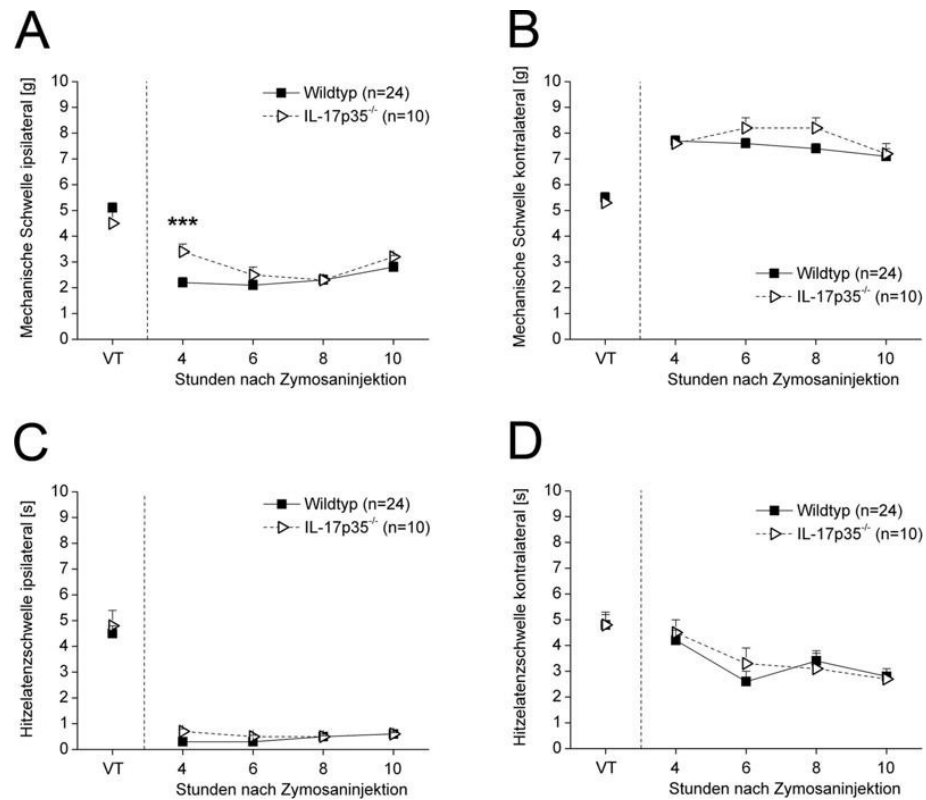 A
Mechanische Schwelle ipsilateral [g]
10
9
8
7
6
5
4
3
2
1
0
Wildtyp (n=24)
IL-17p35-/- (n=10)
***
VT 4 6 8 10
Stunden nach Zymosaninjektion
B
Mechanische Schwelle kontralateral [g]
10
9
8
7
6
5
4
3
2
1
0
Wildtyp (n=24)
IL-17p35-/- (n=10)
VT 4 6 8 10
Stunden nach Zymosaninjektion
C
Hitzelatenzschwelle ipsilateral [s]
10
9
8
7
6
5
4
3
2
1
0
Wildtyp (n=24)
IL-17p35-/- (n=10)
VT 4 6 8 10
Stunden nach Zymosaninjektion
D
Hitzelatenzschwelle kontralateral [s]
10
9
8
7
6
5
4
3
2
1
0
Wildtyp (n=24)
IL-17p35-/- (n=10)
VT 4 6 8 10
Stunden nach Zymosaninjektion